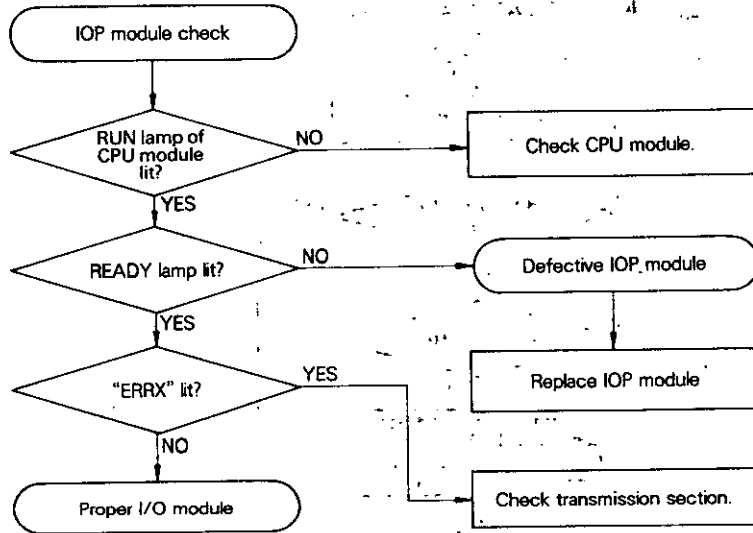 IOP module check
RUN lamp of
CPU module
lit?
NO
Check CPU module.
YES
READY lamp lit?
NO
Defective IOP module
YES
Replace IOP module
"ERRX" lit?
YES
NO
Proper I/O module
Check transmission section.